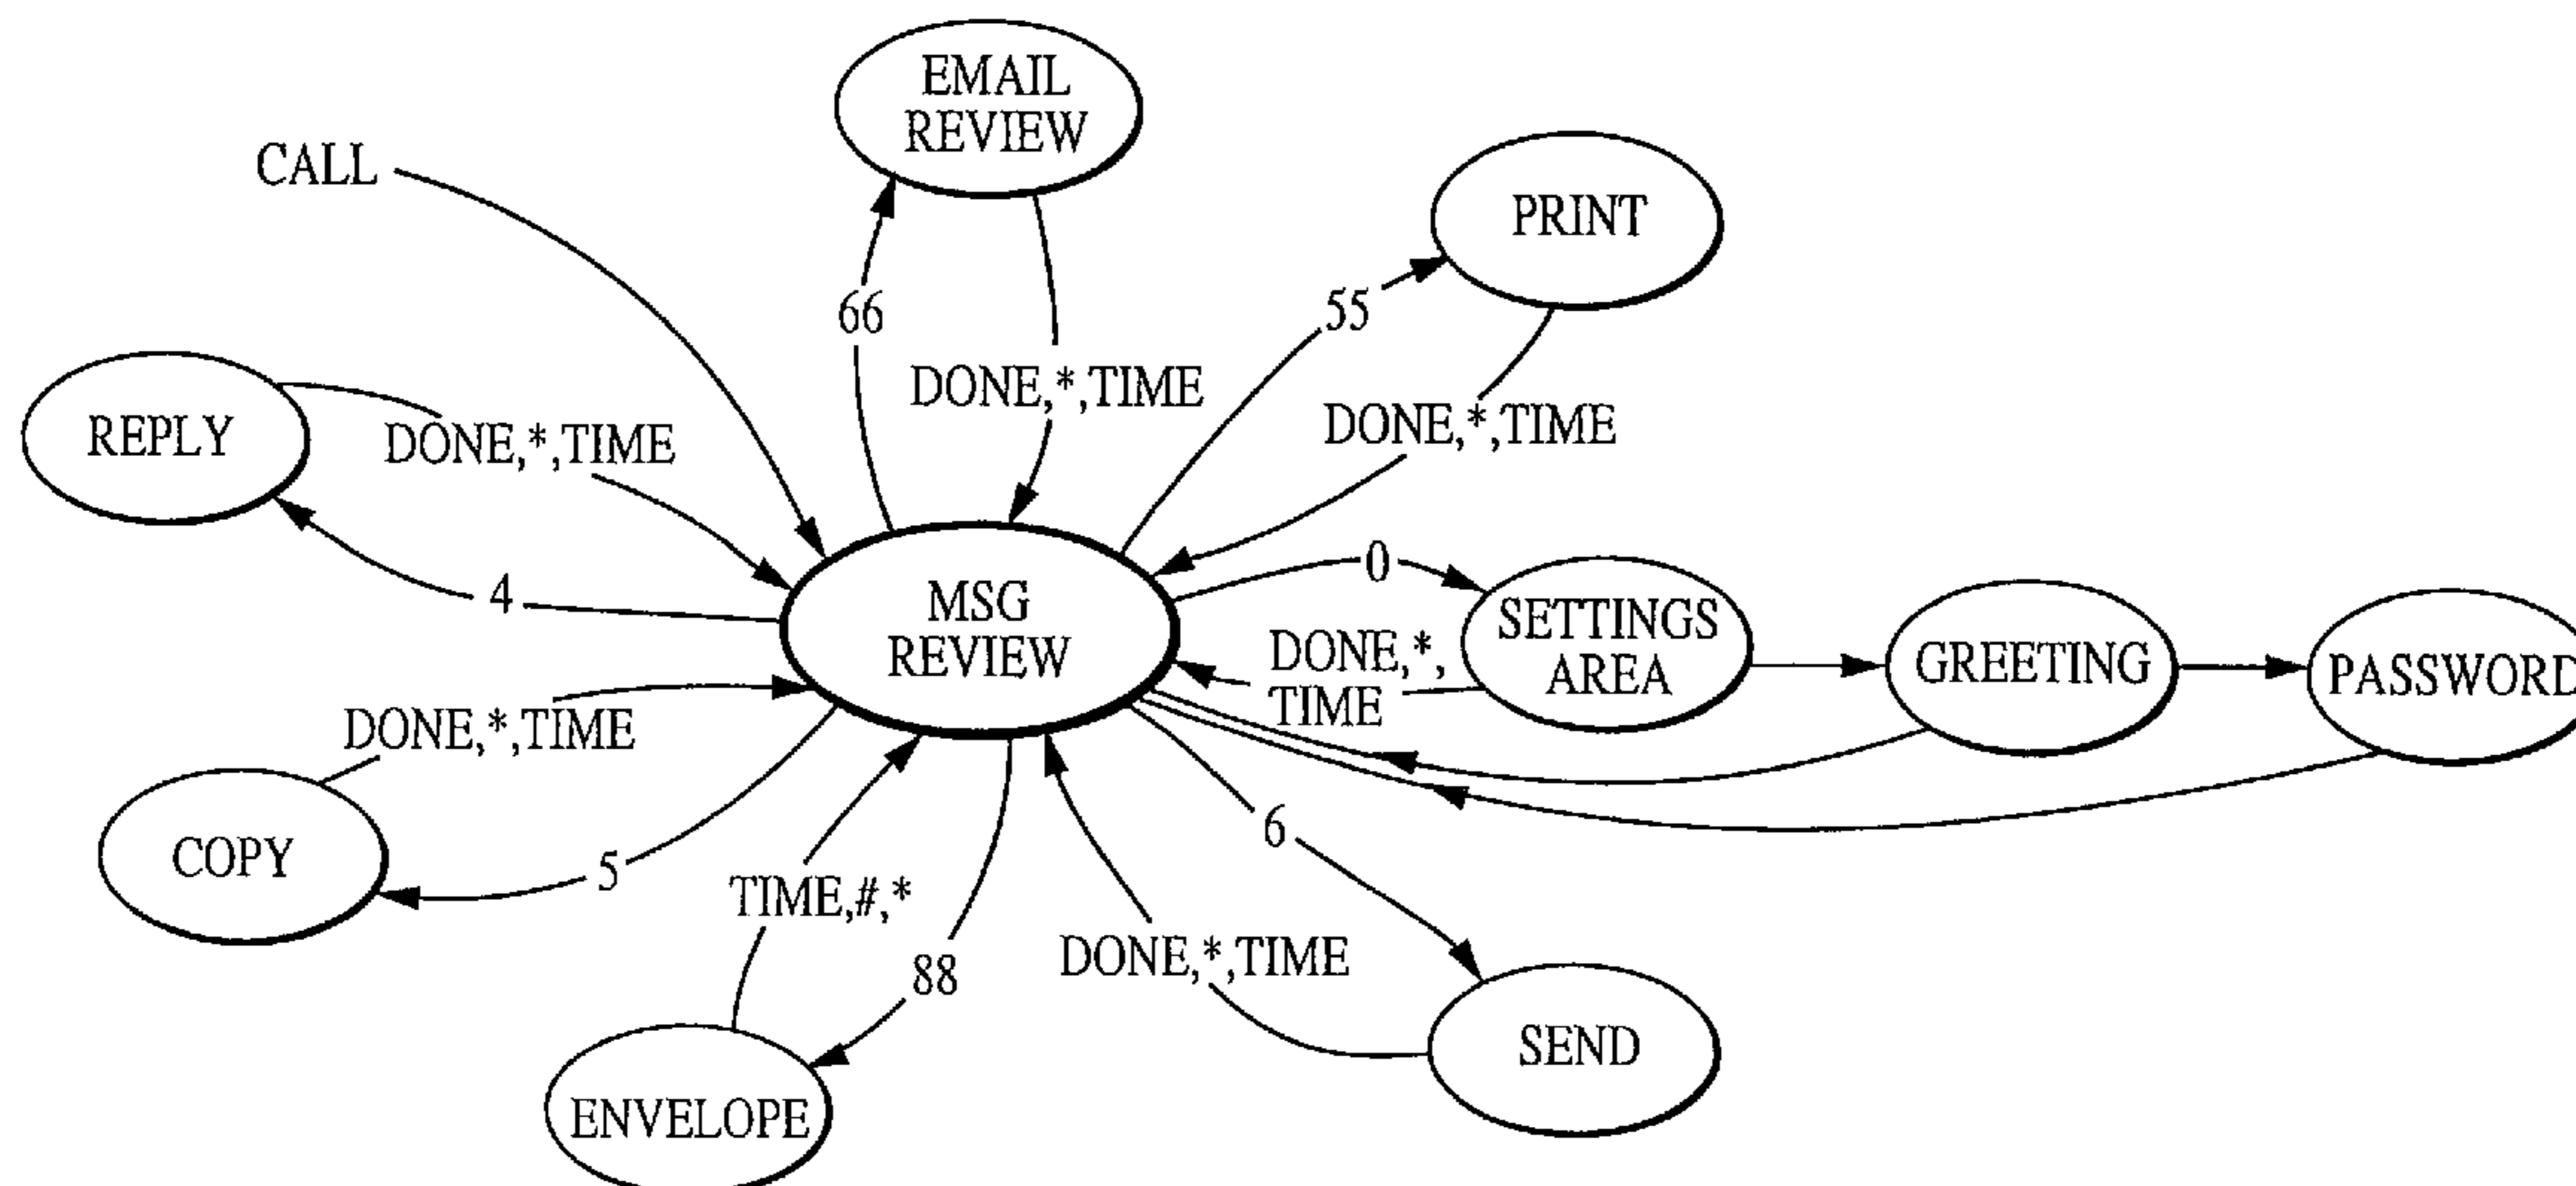 EMAIL
REVIEW
CALL
PRINT
66
55
DONE,*,TIME
DONE,*,TIME
REPLY
DONE,*,TIME
4
MSG
REVIEW
0
SETTINGS
AREA
DONE,*,
TIME
GREETING
PASSWORD
DONE,*,TIME
COPY
5
6
TIME,#,*
88
DONE,*,TIME
SEND
ENVELOPE